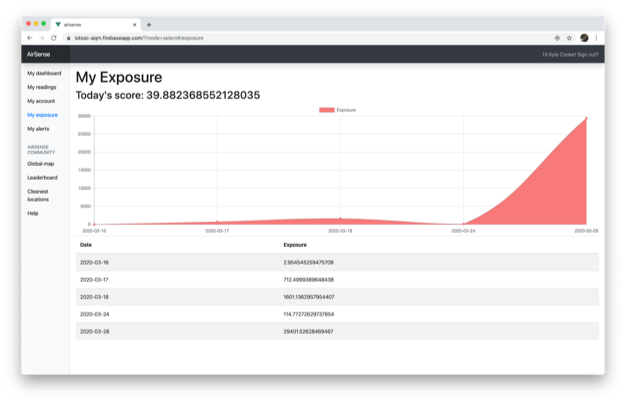 airsense
lotssc-aqm.firebaseapp.com/?mode=select#/exposure
AirSense
Hi Kyle Cooke! Sign out?
My dashboard
My readings
My account
My exposure
My alerts
AIRSENSE
COMMUNITY
Global map
Leaderboard
Cleanest
locations
Help
My Exposure
Today's score: 39.882368552128035
Exposure
30000
25000
20000
15000
10000
5000
0
2020-03-16
2020-03-17
2020-03-18
2020-03-24
2020-03-28
Date Exposure
2020-03-16 2.954545259475708
2020-03-17 712.4999389648438
2020-03-18 1601.1362957954407
2020-03-24 114.77272629737854
2020-03-28 29401.52628469467